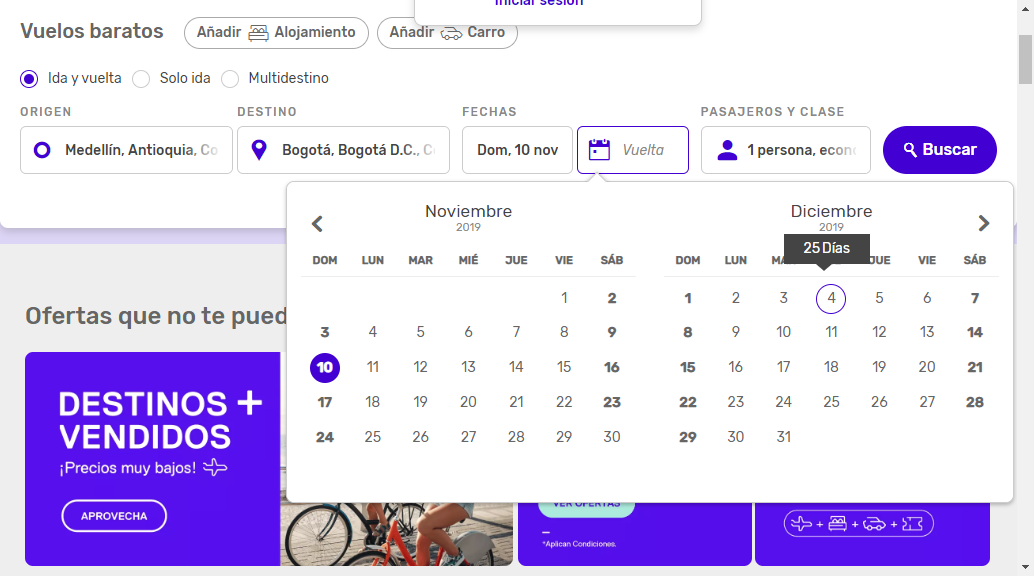 Iniciar sesión
Vuelos baratos
Añadir Alojamiento
Añadir Carro
Ida y vuelta
Solo ida
Multidestino
ORIGEN
DESTINO
FECHAS
PASAJEROS Y CLASE
Medellín, Antioquia, Co
Bogotá, Bogotá D.C., C
Dom, 10 nov
Vuelta
1 persona, econ
Buscar
Noviembre
2019
DOM LUN MAR MIÉ JUE VIE SÁB
1 2
3 4 5 6 7 8 9
10 11 12 13 14 15 16
17 18 19 20 21 22 23
24 25 26 27 28 29 30
Diciembre
2019
25 Días
DOM LUN MA JUE VIE SÁB
1 2 3 4 5 6 7
8 9 10 11 12 13 14
15 16 17 18 19 20 21
22 23 24 25 26 27 28
29 30 31
Ofertas que no te pued
DESTINOS +
VENDIDOS
¡Precios muy bajos!
APROVECHA
VER OFERTAS
*Aplican Condiciones.
+ + +